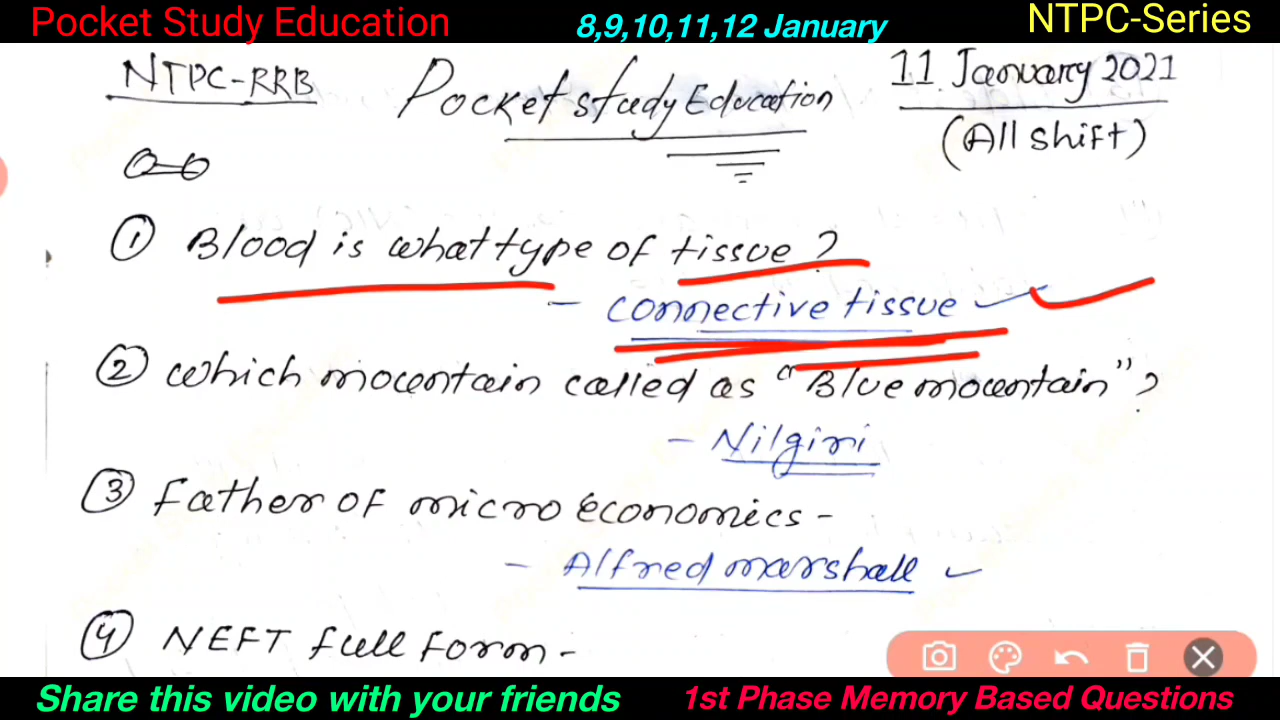 Pocket Study Education
8,9,10,11,12 January
NTPC-Series
NTPC-RRB
Pocket study Education
11 January 2021
(All shift)
① Blood is what type of tissue ?
- connective tissue
② which mountain called as "Blue mountain" ?
- Nilgiri
③ Father of micro economics -
- Alfred marshall
④ NEFT full form -
Share this video with your friends
1st Phase Memory Based Questions